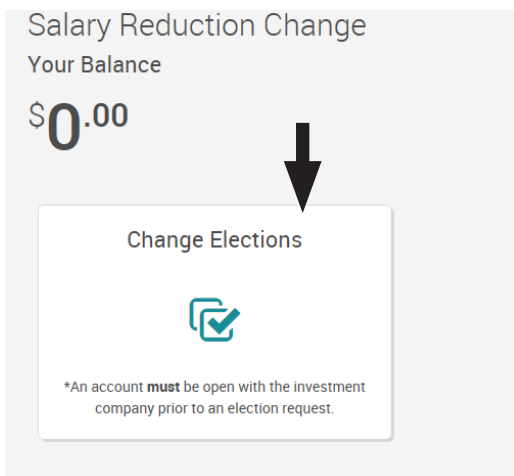 Salary Reduction Change
Your Balance
$0.00
Change Elections
*An account must be open with the investment
company prior to an election request.